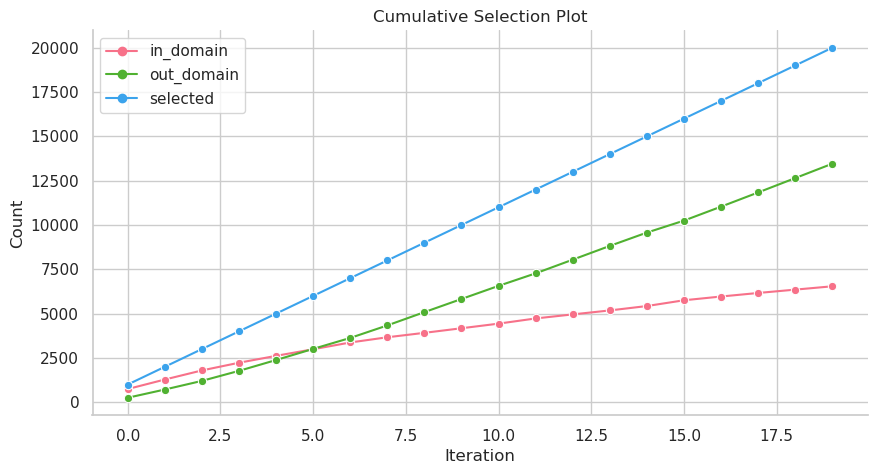 Cumulative Selection Plot
in_domain
out_domain
selected
20000
17500
15000
12500
10000
7500
5000
2500
0
Count
0.0 2.5 5.0 7.5 10.0 12.5 15.0 17.5
Iteration